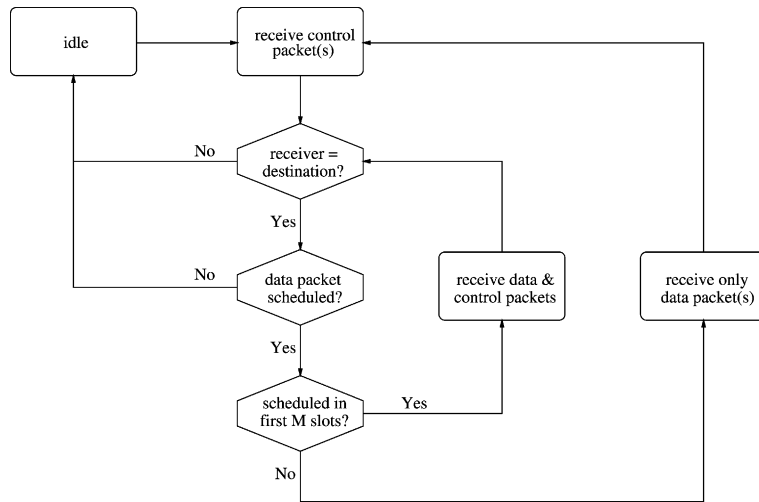 idle
receive control
packet(s)
No
receiver =
destination?
Yes
No
data packet
scheduled?
receive data &
control packets
receive only
data packet(s)
Yes
scheduled in
first M slots?
Yes
No